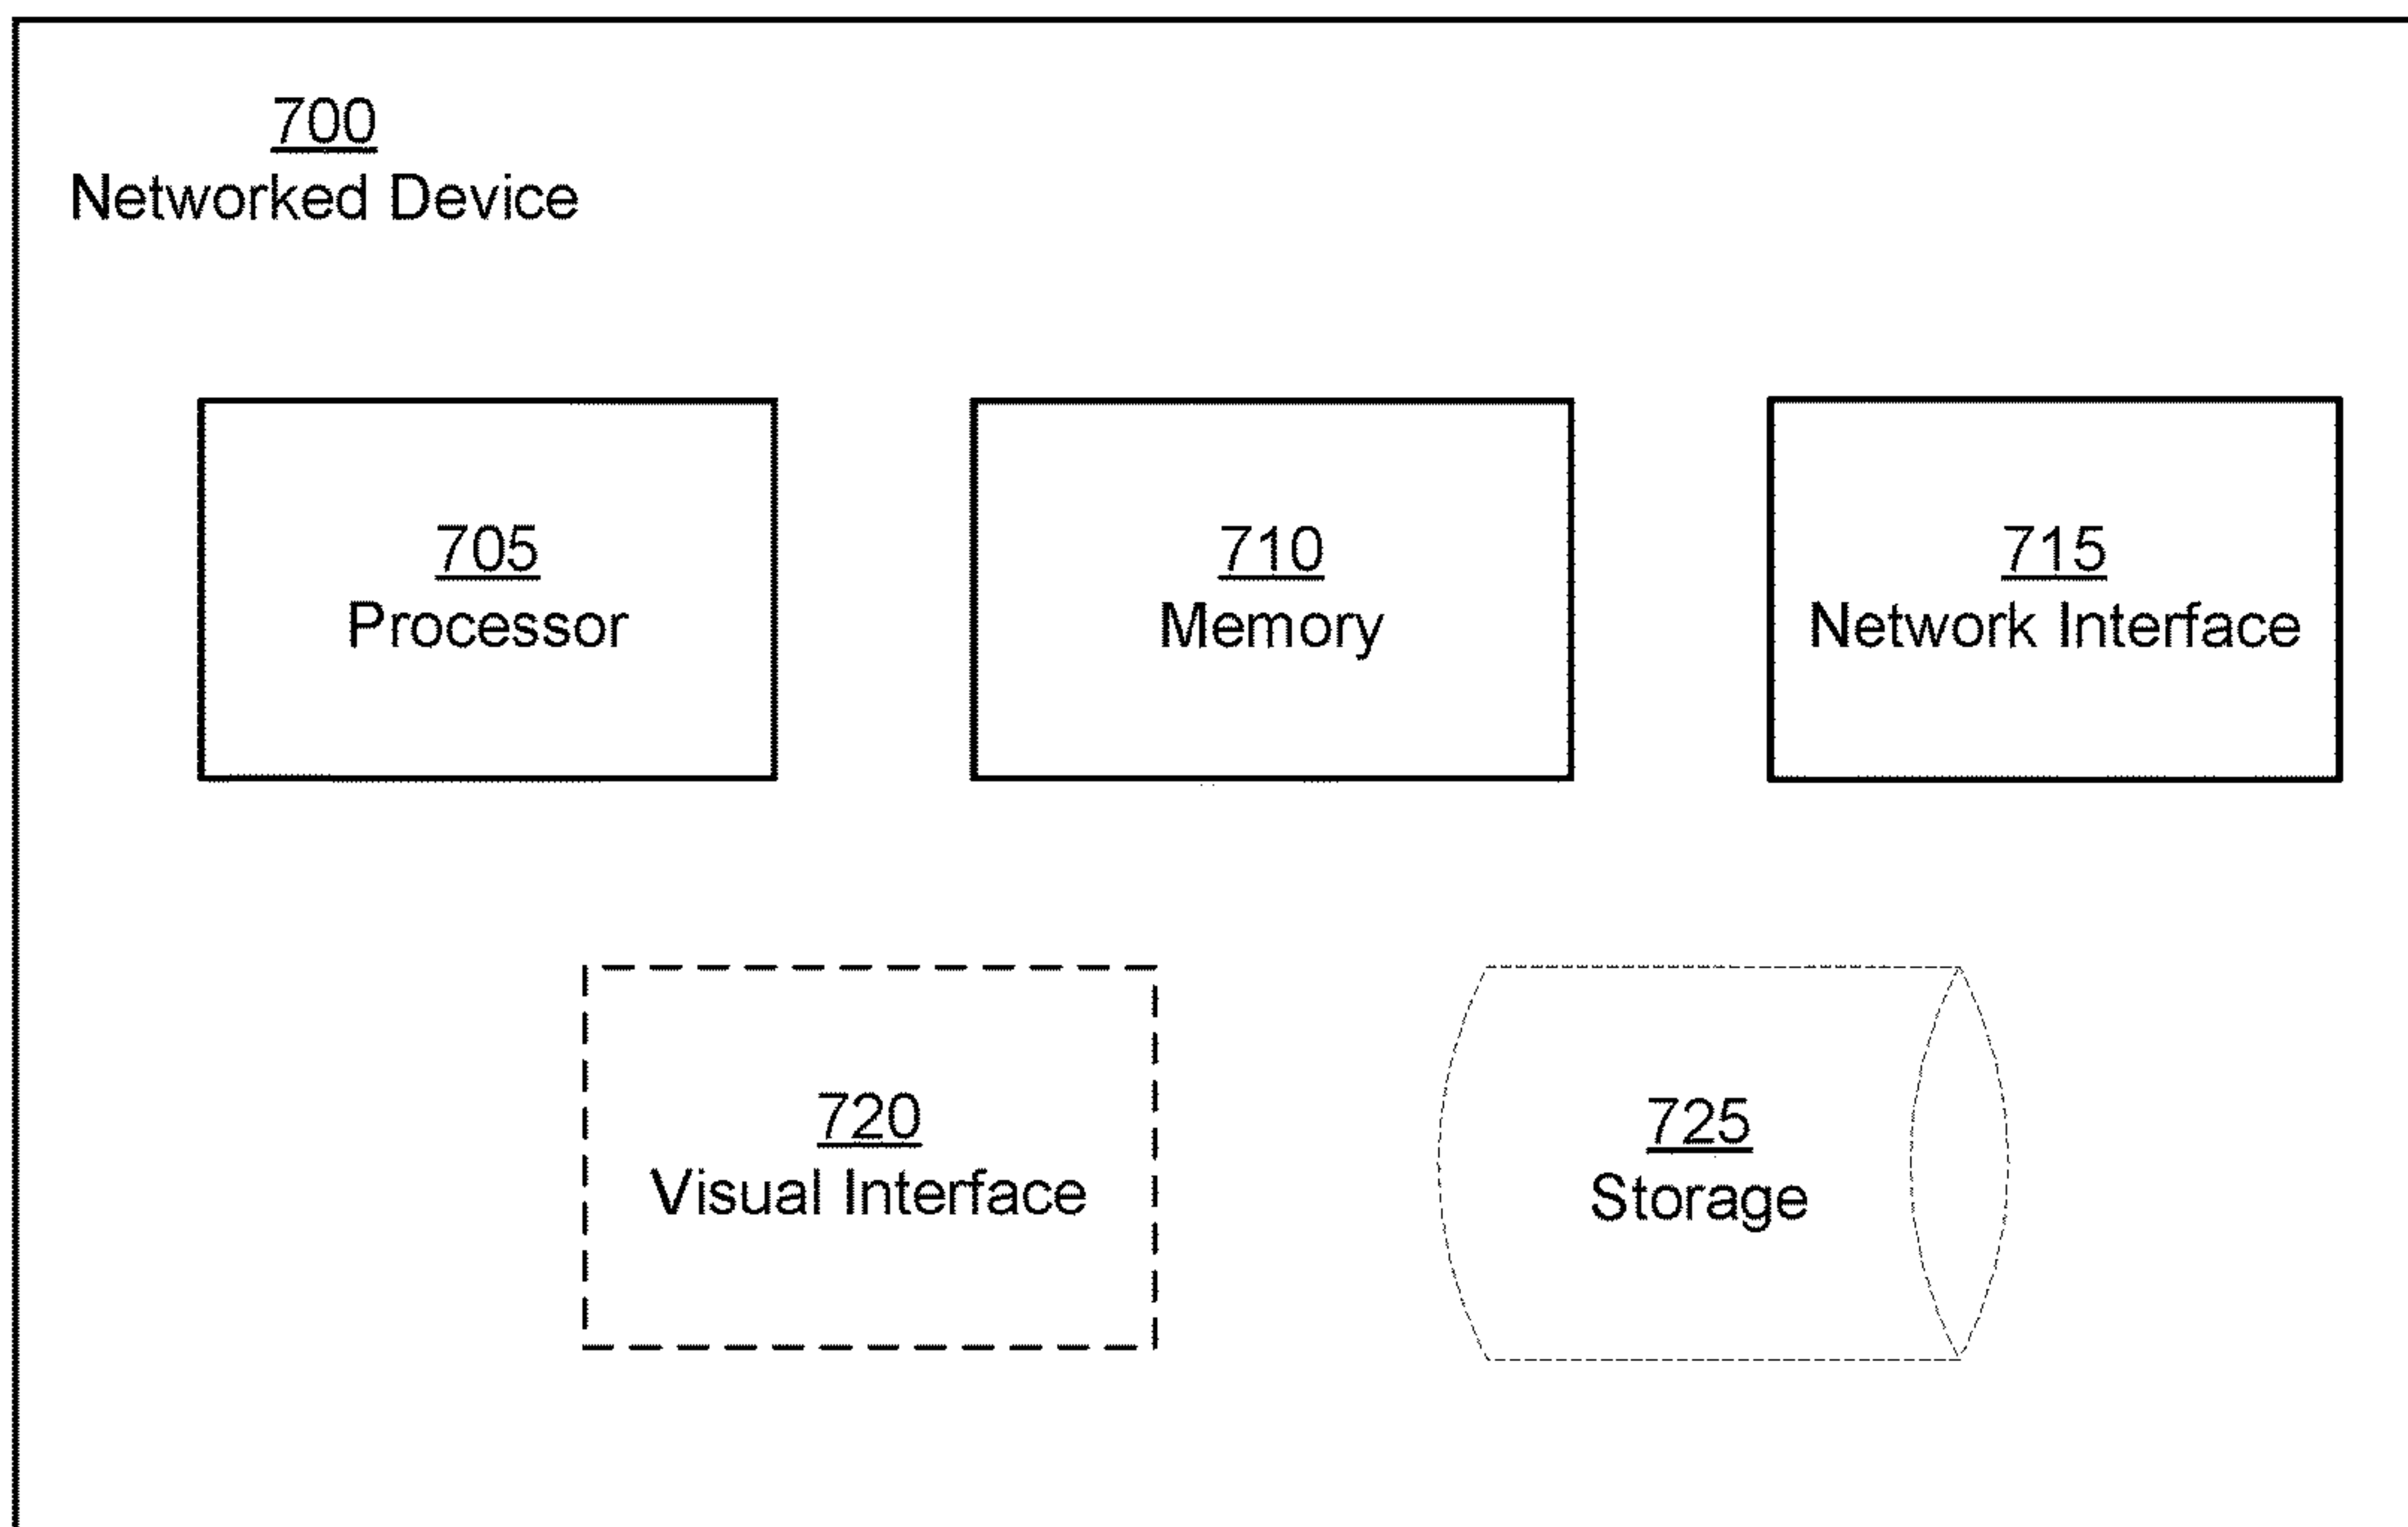 700
Networked Device
705
Processor
710
Memory
715
Network Interface
720
Visual Interface
725
Storage